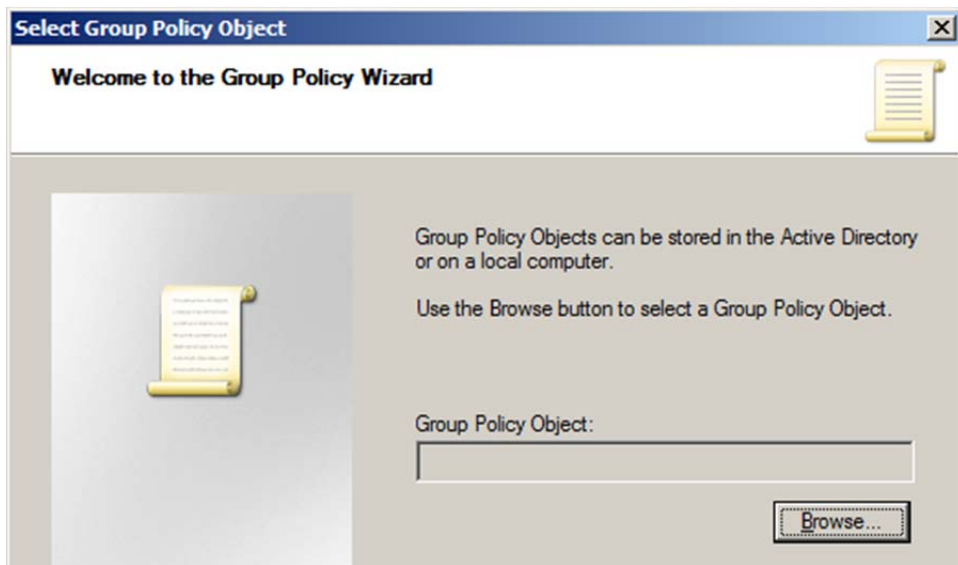 Select Group Policy Object
Welcome to the Group Policy Wizard
Group Policy Objects can be stored in the Active Directory
or on a local computer.
Use the Browse button to select a Group Policy Object.
Group Policy Object:
Browse...